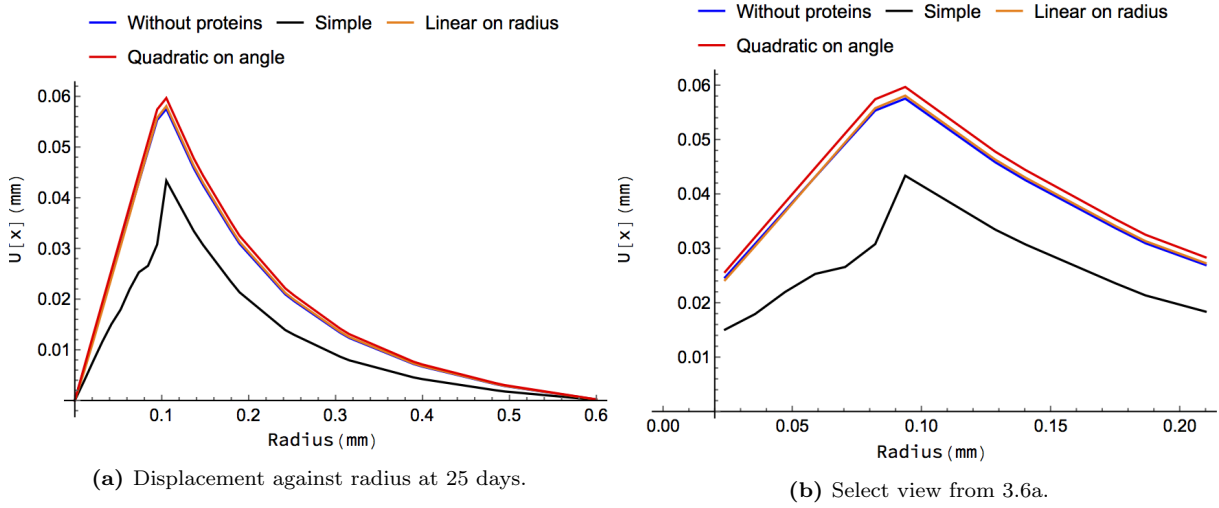 Without proteins Simple Linear on radius
Quadratic on angle
U[x](mm)
0.06
0.05
0.04
0.03
0.02
0.01
0.1 0.2 0.3 0.4 0.5 0.6
Radius(mm)
(a) Displacement against radius at 25 days.
Without proteins Simple Linear on radius
Quadratic on angle
U[x](mm)
0.06
0.05
0.04
0.03
0.02
0.01
0.00 0.05 0.10 0.15 0.20
Radius(mm)
(b) Select view from 3.6a.